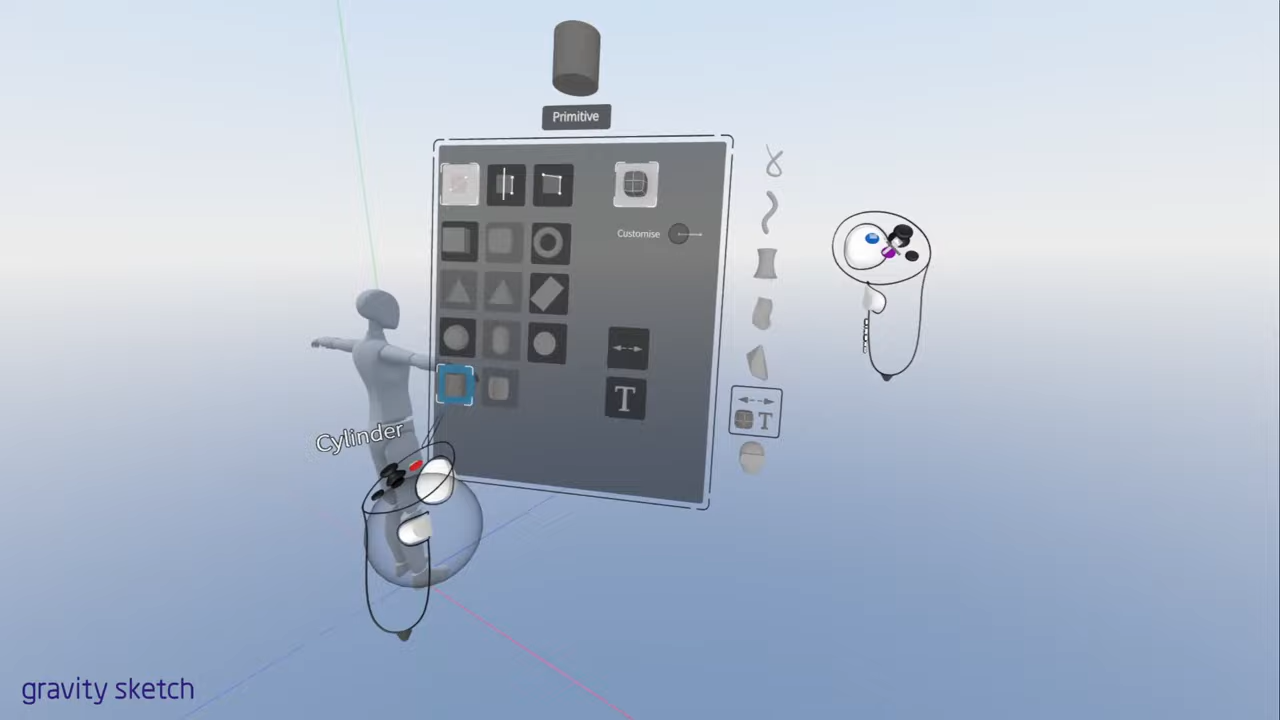 Primitive
Customise
T
T
Cylinder
gravity sketch